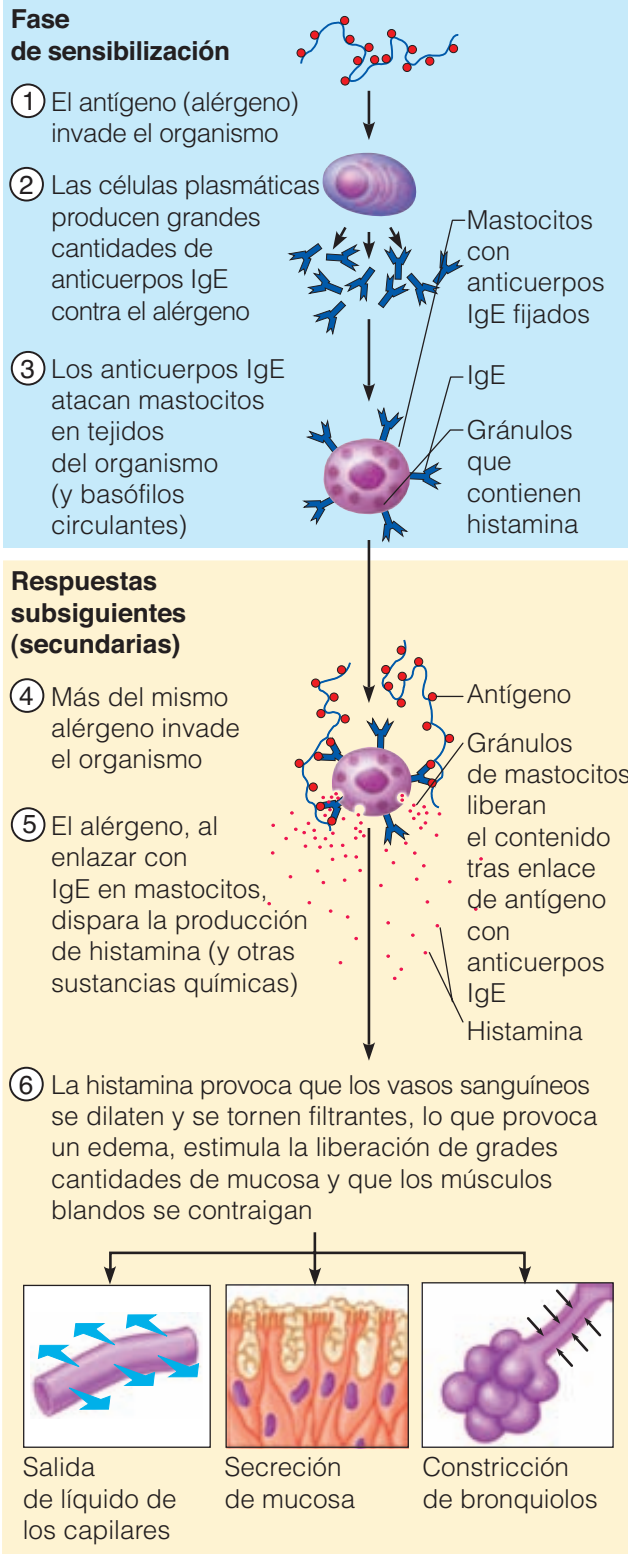 Fase
de sensibilización
1 El antígeno (alérgeno)
invade el organismo
2 Las células plasmáticas
producen grandes
cantidades de
anticuerpos IgE
contra el alérgeno
Mastocitos
con
anticuerpos
IgE fijados
3 Los anticuerpos IgE
atacan mastocitos
en tejidos
del organismo
(y basófilos
circulantes)
IgE
Gránulos
que
contienen
histamina
Respuestas
subsiguientes
(secundarias)
4 Más del mismo
alérgeno invade
el organismo
Antígeno
Gránulos
de mastocitos
liberan
el contenido
tras enlace
de antígeno
con
anticuerpos
IgE
5 El alérgeno, al
enlazar con
IgE en mastocitos,
dispara la producción
de histamina (y otras
sustancias químicas)
Histamina
6 La histamina provoca que los vasos sanguíneos
se dilaten y se tornen filtrantes, lo que provoca
un edema, estimula la liberación de grades
cantidades de mucosa y que los músculos
blandos se contraigan
Salida
de líquido de
los capilares
Secreción
de mucosa
Constricción
de bronquiolos